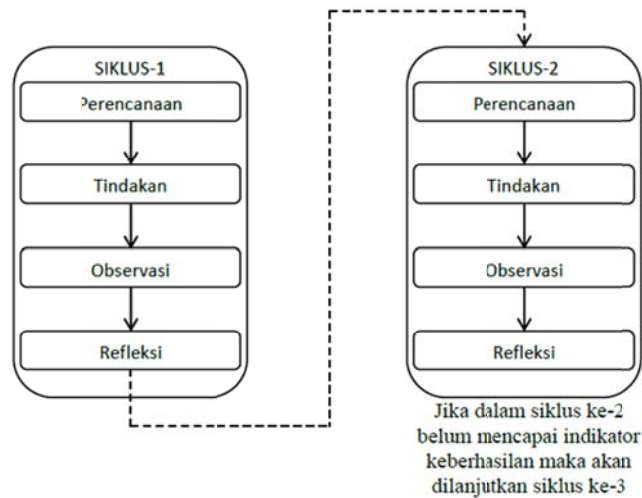 SIKLUS-1
Perencanaan
Tindakan
Observasi
Refleksi
SIKLUS-2
Perencanaan
Tindakan
Observasi
Refleksi
Jika dalam siklus ke-2
belum mencapai indikator
keberhasilan maka akan
dilanjutkan siklus ke-3